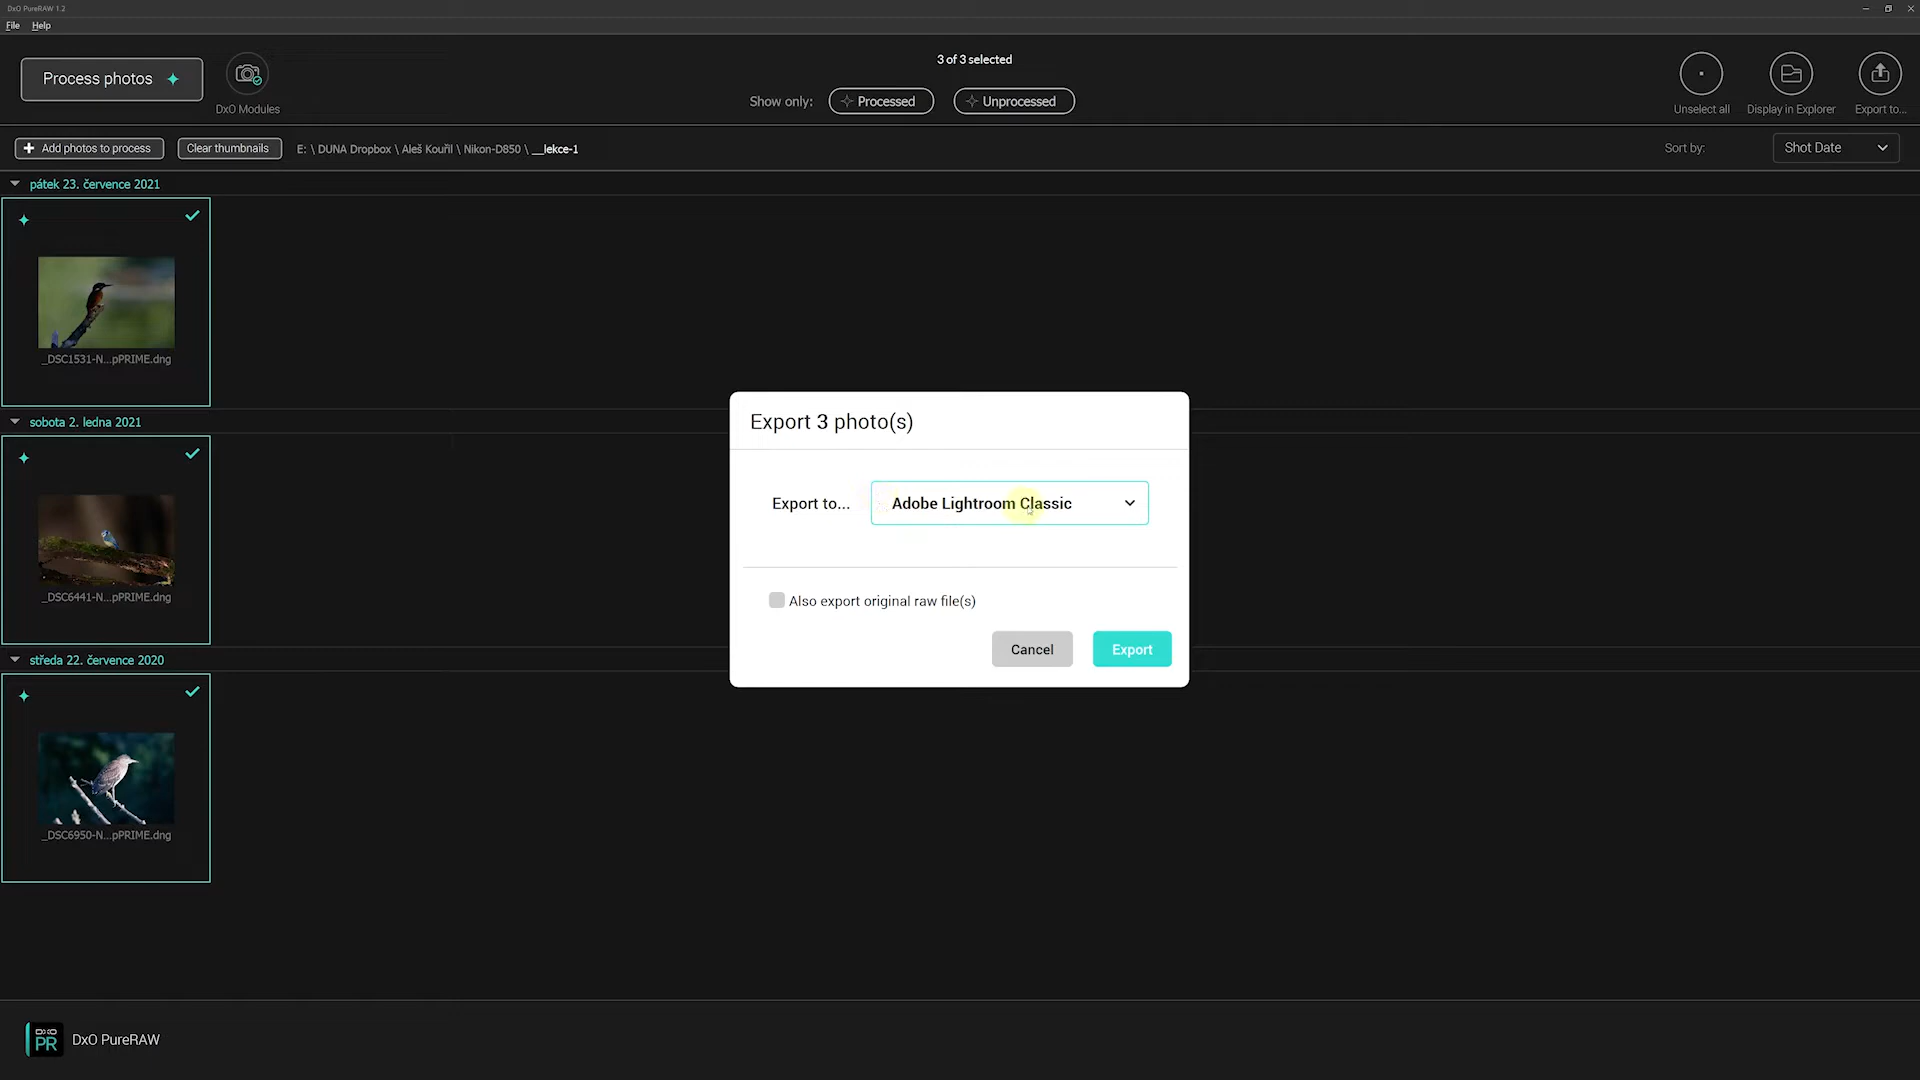 DxO PureRAW 1.2
File Help
Process photos
DxO Modules
3 of 3 selected
Show only: Processed Unprocessed
Unselect all Display in Explorer Export to...
Add photos to process Clear thumbnails E: \ DUNA Dropbox \ Aleš Kouřil \ Nikon-D850 \ __lekce-1 Sort by: Shot Date
pátek 23. července 2021
_DSC1531-N...pPRIME.dng
sobota 2. ledna 2021
_DSC6441-N...pPRIME.dng
středa 22. července 2020
_DSC6950-N...pPRIME.dng
Export 3 photo(s)
Export to... Adobe Lightroom Classic
Also export original raw file(s)
Cancel Export
DXO
PR
DxO PureRAW